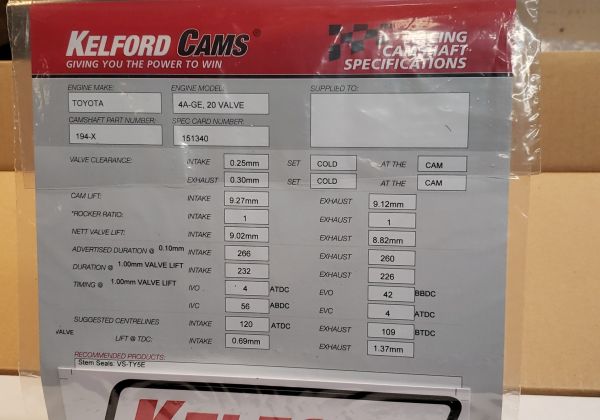 KELFORD CAMS®
GIVING YOU THE POWER TO WIN
RACING
CAMSHAFT
SPECIFICATIONS
ENGINE MAKE: ENGINE MODEL: SUPPLIED TO:
TOYOTA 4A-GE, 20 VALVE
CAMSHAFT PART NUMBER: SPEC CARD NUMBER:
194-X 151340
VALVE CLEARANCE: INTAKE 0.25mm SET COLD AT THE CAM
EXHAUST 0.30mm SET COLD AT THE CAM
CAM LIFT: INTAKE 9.27mm EXHAUST 9.12mm
*ROCKER RATIO: INTAKE 1 EXHAUST 1
NETT VALVE LIFT: INTAKE 9.02mm EXHAUST 8.82mm
ADVERTISED DURATION @ 0.10mm INTAKE 266 EXHAUST 260
DURATION @ 1.00mm VALVE LIFT INTAKE 232 EXHAUST 226
TIMING @ 1.00mm VALVE LIFT IVO 4 ATDC EVO 42 BBDC
IVC 56 ABDC EVC 4 ATDC
SUGGESTED CENTRELINES INTAKE 120 ATDC EXHAUST 109 BTDC
VALVE LIFT @ TDC: INTAKE 0.69mm EXHAUST 1.37mm
RECOMMENDED PRODUCTS:
Stem Seals: VS-TY5E